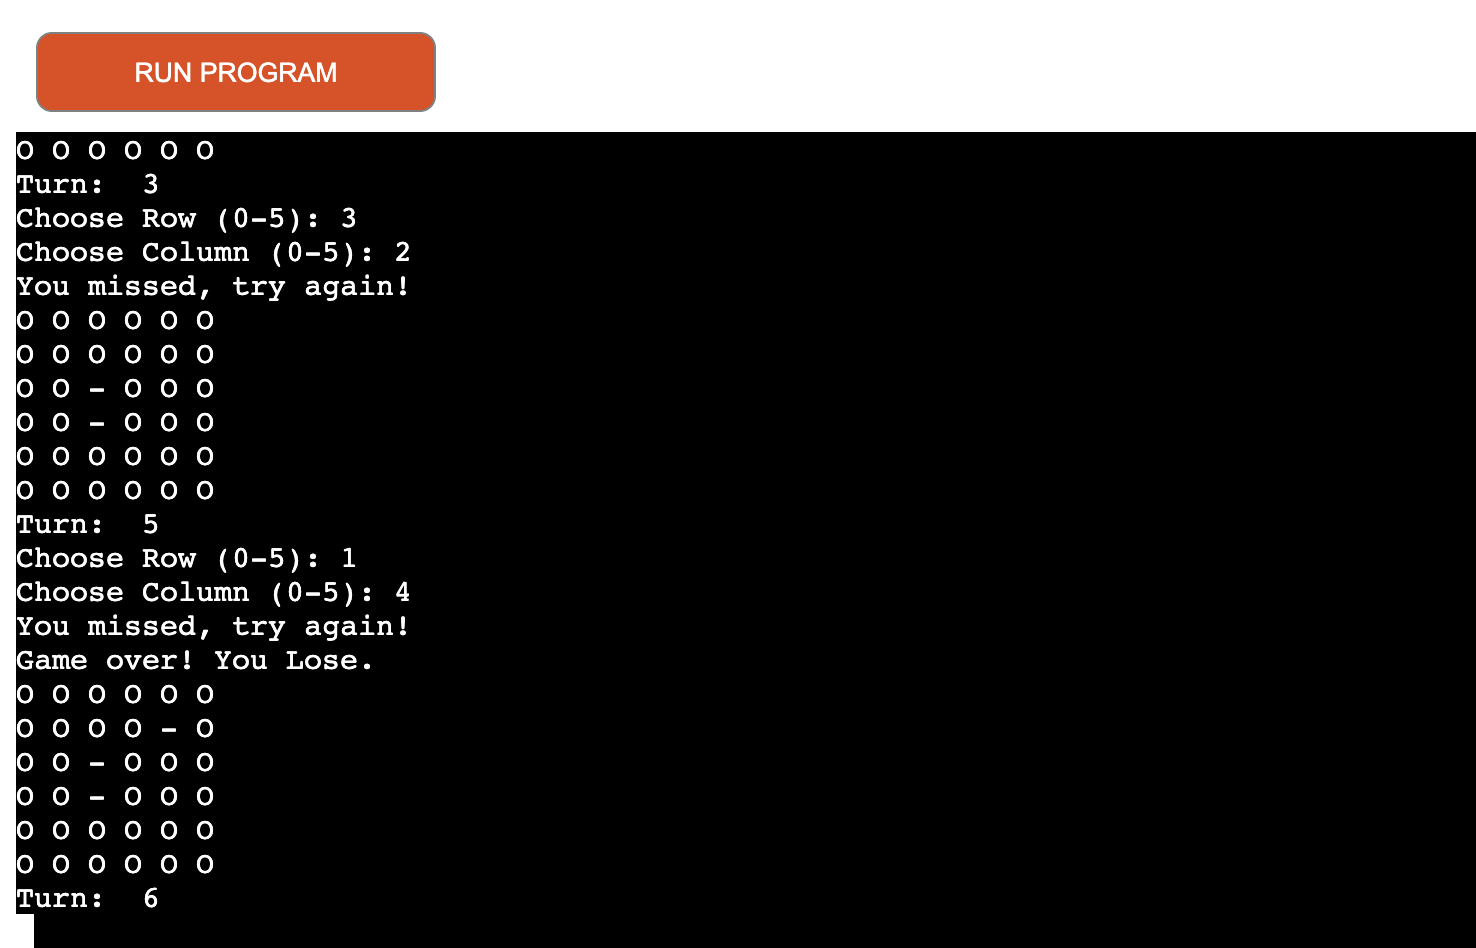 RUN PROGRAM
O O O O O O
Turn:  3
Choose Row (0-5): 3
Choose Column (0-5): 2
You missed, try again!
O O O O O O
O O O O O O
O O - O O O
O O - O O O
O O O O O O
O O O O O O
Turn:  5
Choose Row (0-5): 1
Choose Column (0-5): 4
You missed, try again!
Game over! You Lose.
O O O O O O
O O O O - O
O O - O O O
O O - O O O
O O O O O O
O O O O O O
Turn:  6